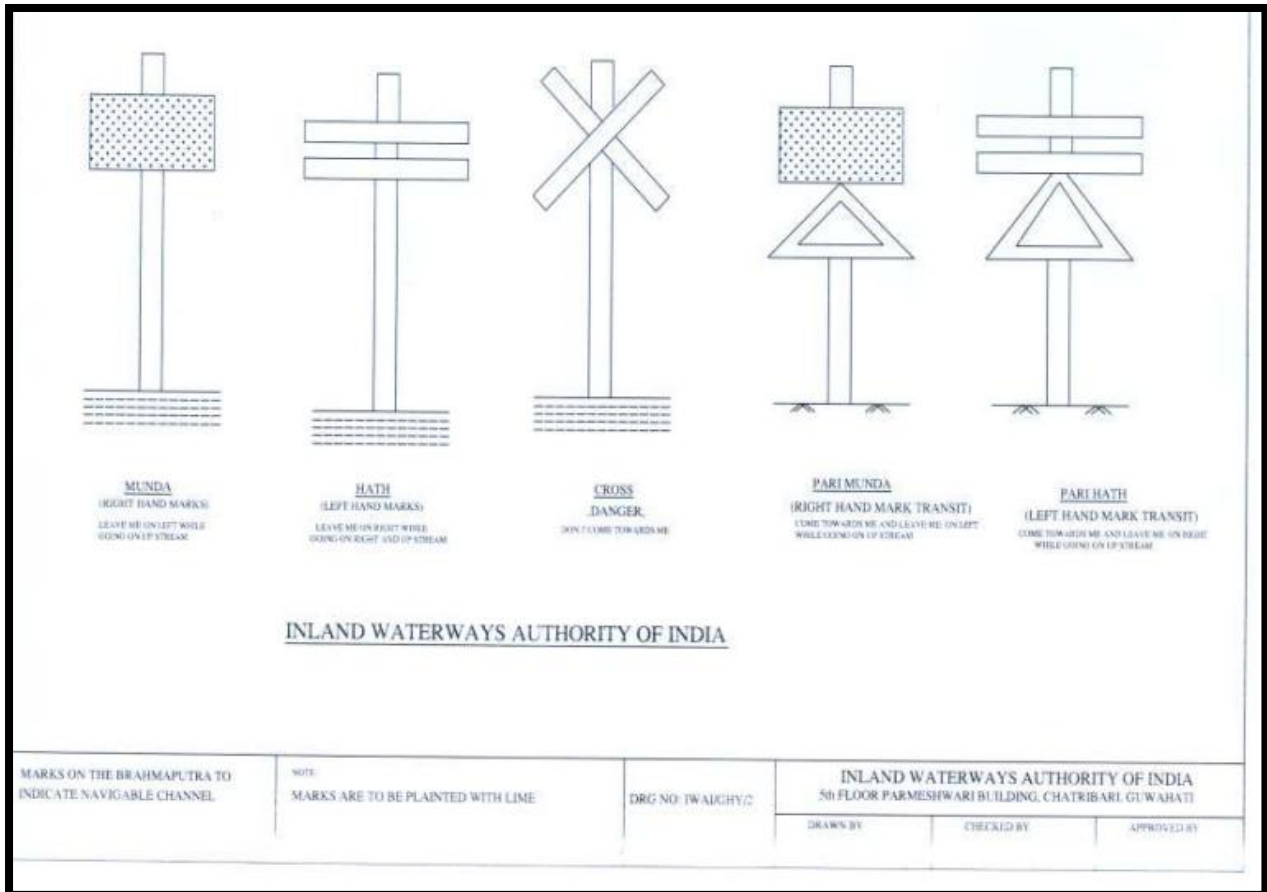 MUNDA
(RIGHT HAND MARKS)
LEAVE ME ON LEFT WHILE
GOING ON UP STREAM
HATH
(LEFT HAND MARKS)
LEAVE ME ON RIGHT WHILE
GOING ON RIGHT AND UP STREAM
CROSS
DANGER,
DON'T COME TOWARDS ME
PARI MUNDA
(RIGHT HAND MARK TRANSIT)
COME TOWARDS ME AND LEAVE ME ON LEFT
WHILE GOING ON UP STREAM
PARI HATH
(LEFT HAND MARK TRANSIT)
COME TOWARDS ME AND LEAVE ME ON RIGHT
WHILE GOING ON UP STREAM
INLAND WATERWAYS AUTHORITY OF INDIA
MARKS ON THE BRAHMAPUTRA TO
INDICATE NAVIGABLE CHANNEL
NOTE:
MARKS ARE TO BE PLAINTED WITH LIME
DRG NO: IWAI/GHY/2
INLAND WATERWAYS AUTHORITY OF INDIA
5th FLOOR PARMESHWARI BUILDING, CHATRIBARI, GUWAHATI
DRAWN BY
CHECKED BY
APPROVED BY